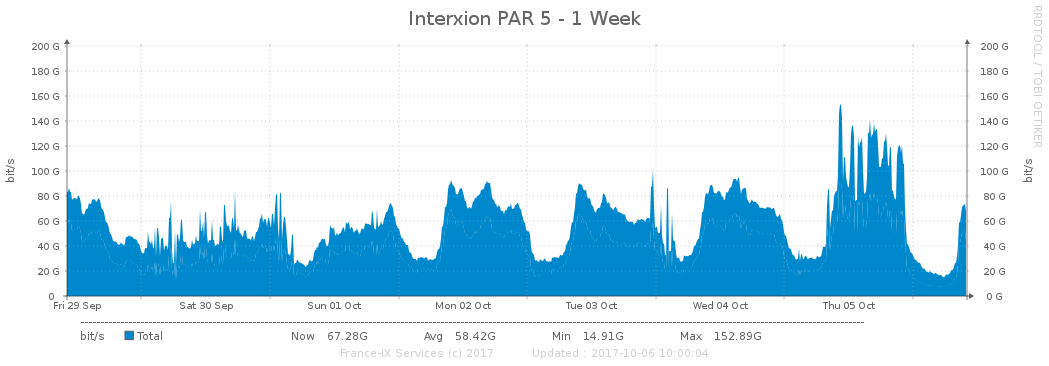 Interxion PAR 5 - 1 Week
RRDTOOL / TOBI OETIKER
200 G 200 G
180 G 180 G
160 G 160 G
140 G 140 G
120 G 120 G
100 G 100 G
80 G 80 G
60 G 60 G
40 G 40 G
20 G 20 G
0 0 G
bit/s
bit/s
Fri 29 Sep Sat 30 Sep Sun 01 Oct Mon 02 Oct Tue 03 Oct Wed 04 Oct Thu 05 Oct
bit/s Total Now 67.28G Avg 58.42G Min 14.91G Max 152.89G
France-IX Services (c) 2017 Updated : 2017-10-06 10:00:04